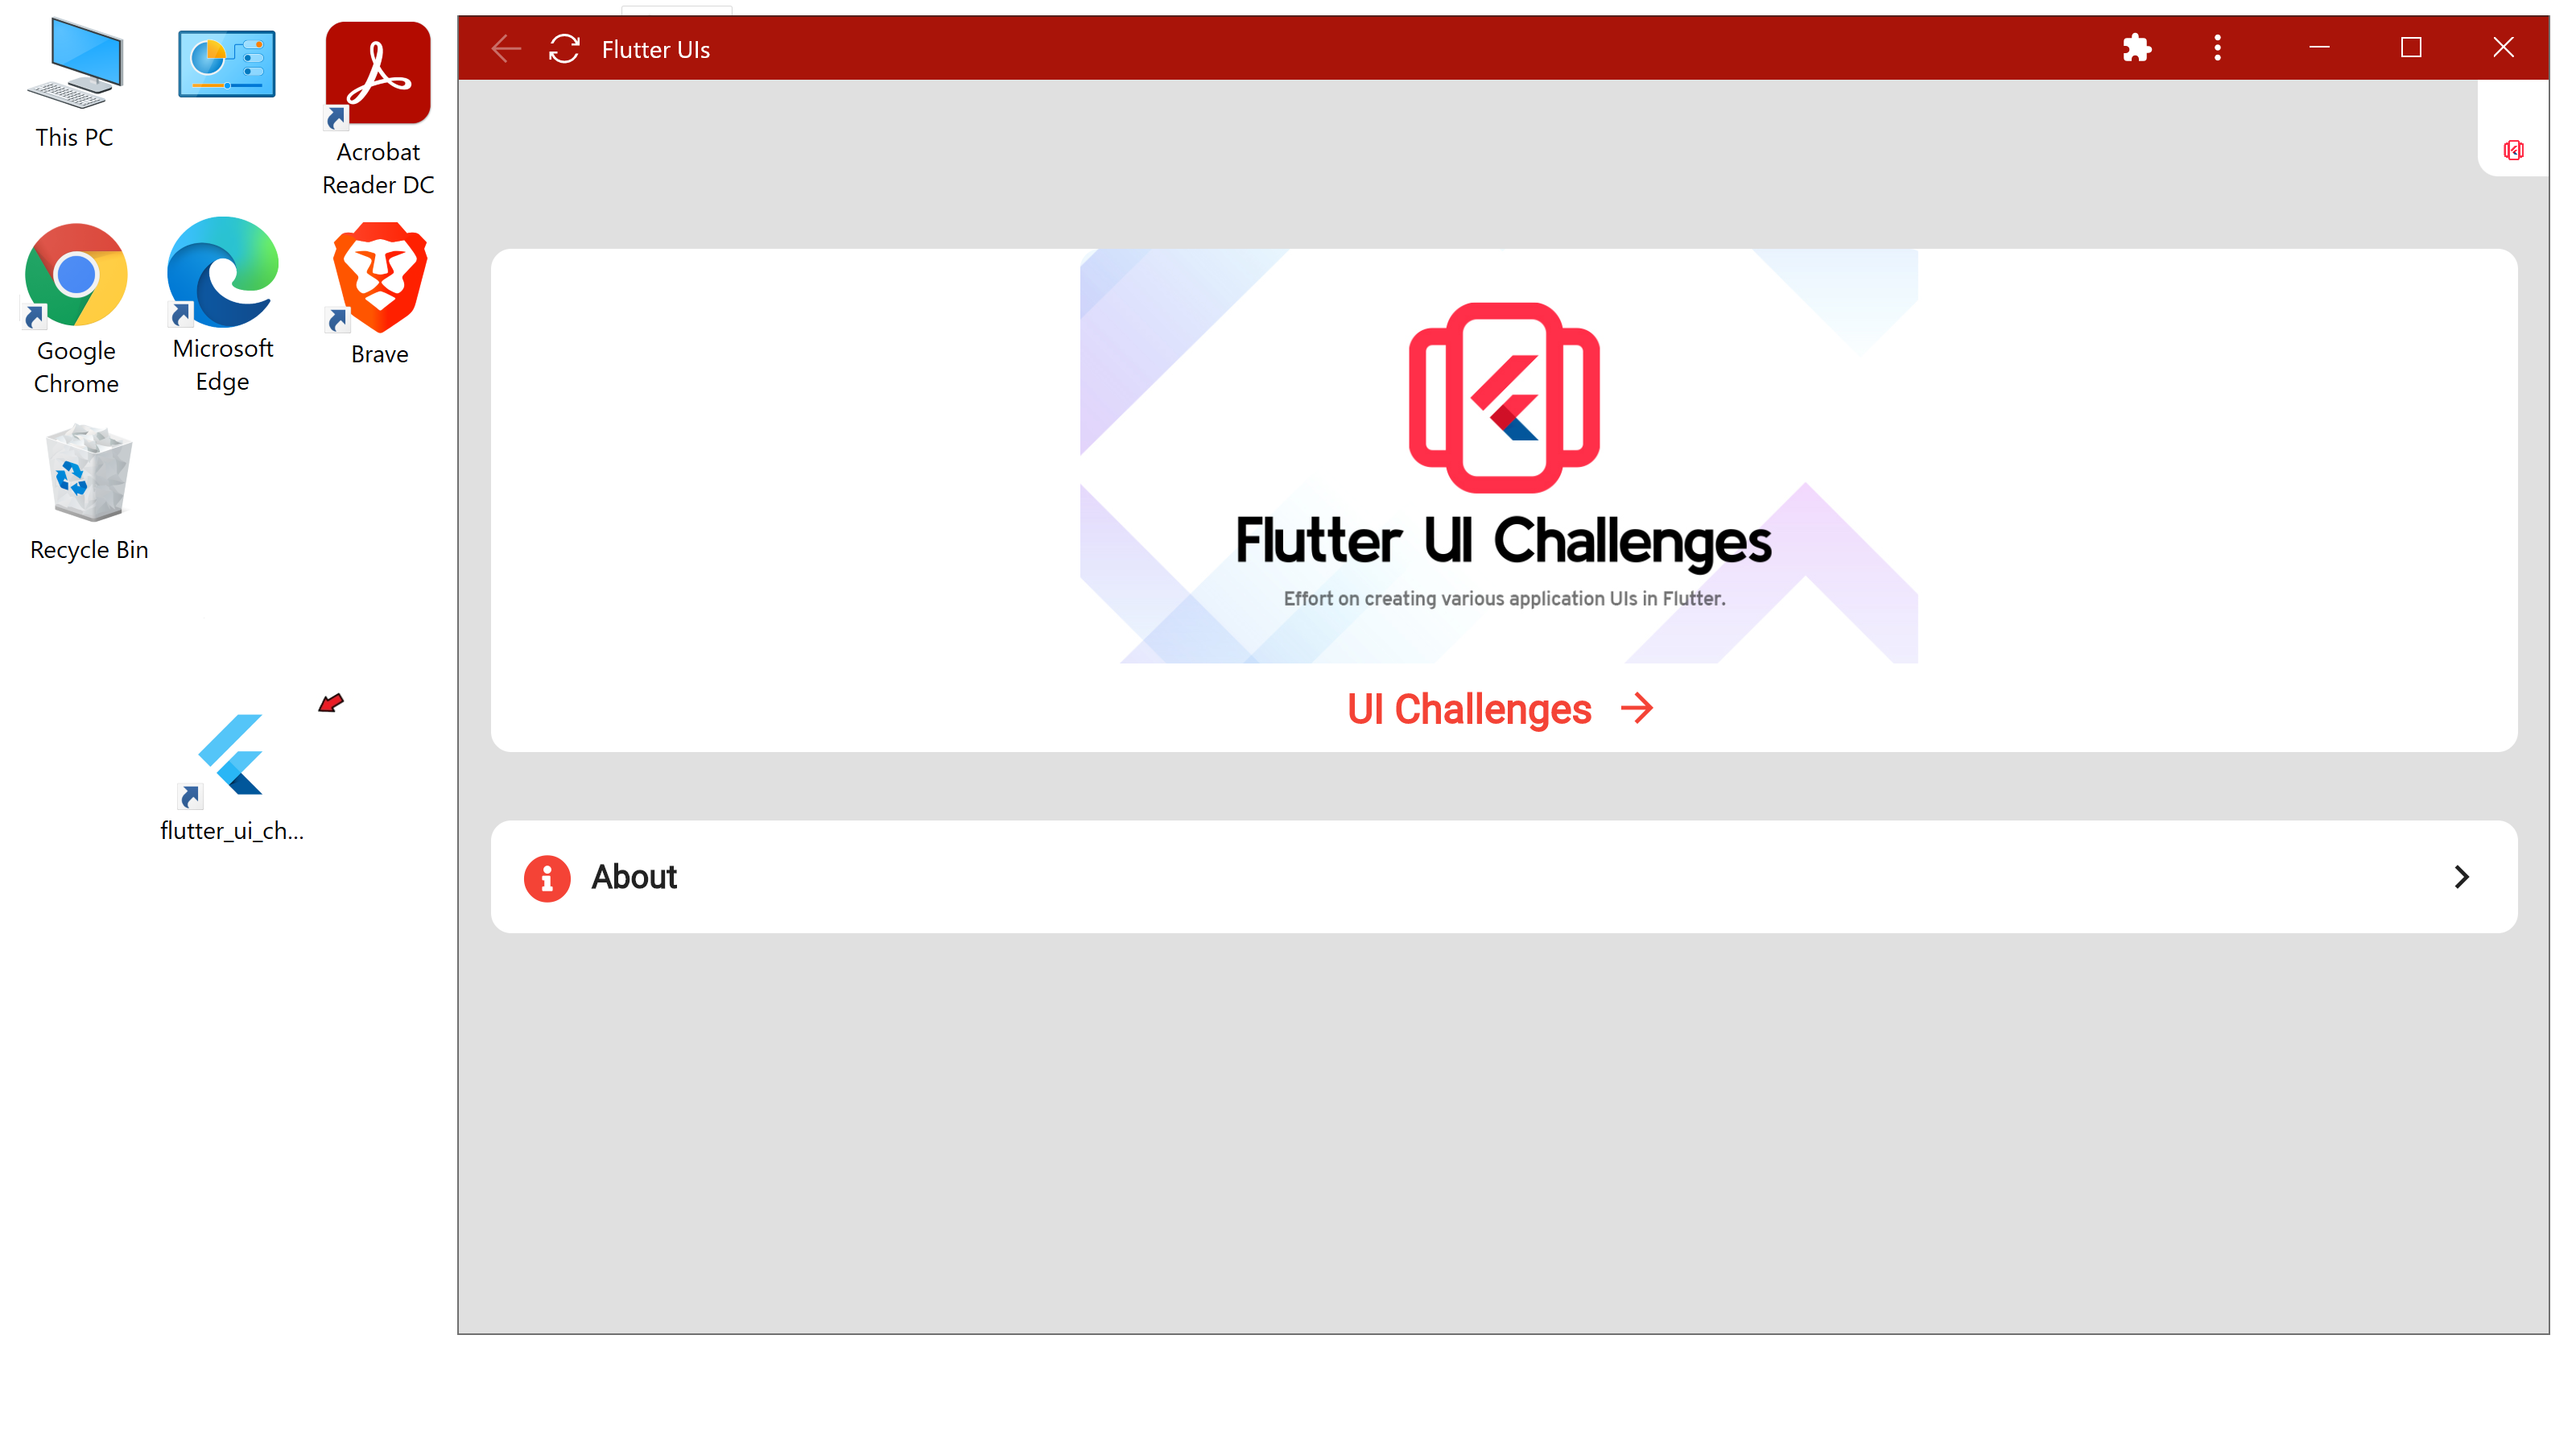 This PC
Acrobat
Reader DC
Google
Chrome
Microsoft
Edge
Brave
Recycle Bin
flutter_ui_ch...
Flutter UIs
Flutter UI Challenges
Effort on creating various application UIs in Flutter.
UI Challenges
About